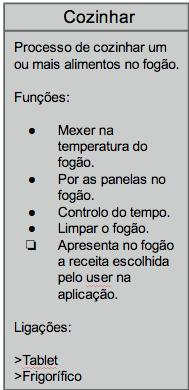 Cozinhar
Processo de cozinhar um
ou mais alimentos no fogão.
Funções:
● Mexer na
temperatura do
fogão.
● Por as panelas no
fogão.
● Controlo do tempo.
● Limpar o fogão.
❏ Apresenta no fogão
a receita escolhida
pelo user na
aplicação.
Ligações:
>Tablet
>Frigorífico